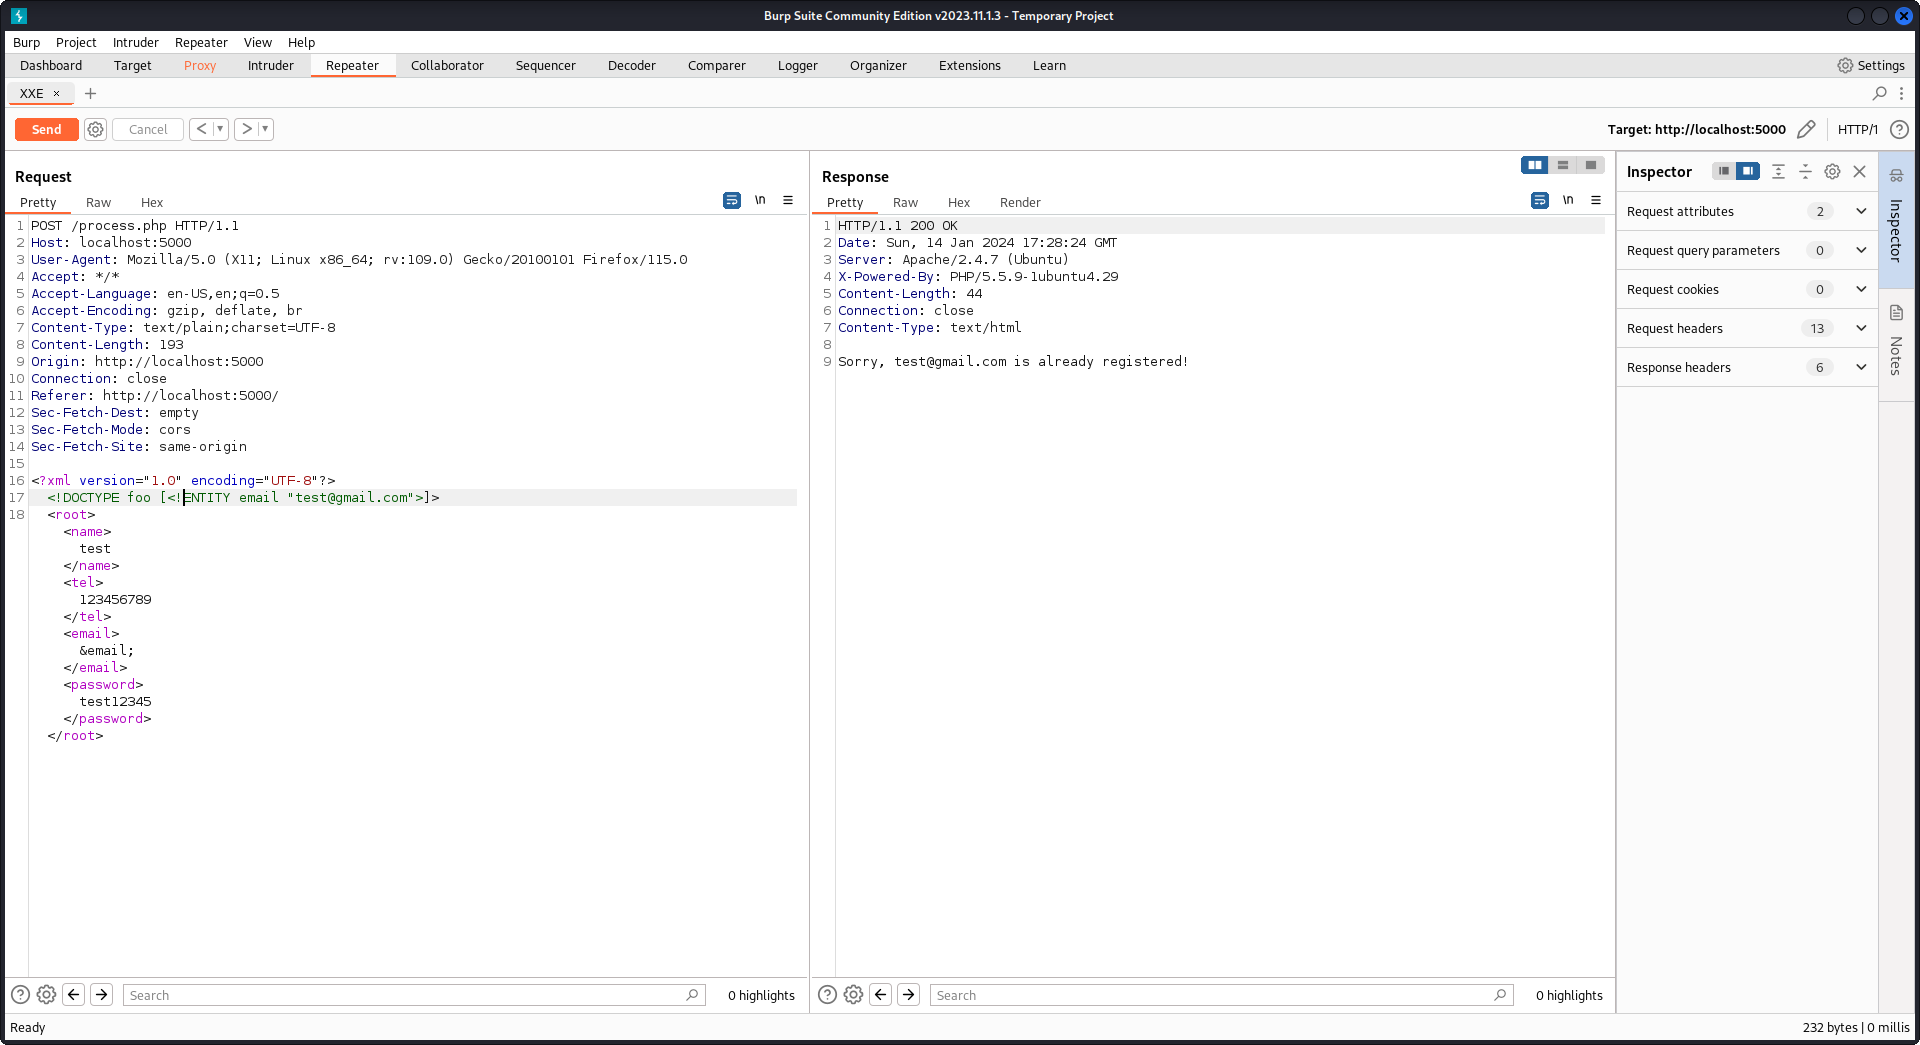 Burp Suite Community Edition v2023.11.1.3 - Temporary Project
Burp Project Intruder Repeater View Help
Dashboard Target Proxy Intruder Repeater Collaborator Sequencer Decoder Comparer Logger Organizer Extensions Learn Settings
XXE × +
Send Cancel < > Target: http://localhost:5000 HTTP/1 ?
Request
Pretty Raw Hex \n
1 POST /process.php HTTP/1.1
2 Host: localhost:5000
3 User-Agent: Mozilla/5.0 (X11; Linux x86_64; rv:109.0) Gecko/20100101 Firefox/115.0
4 Accept: */*
5 Accept-Language: en-US,en;q=0.5
6 Accept-Encoding: gzip, deflate, br
7 Content-Type: text/plain;charset=UTF-8
8 Content-Length: 193
9 Origin: http://localhost:5000
10 Connection: close
11 Referer: http://localhost:5000/
12 Sec-Fetch-Dest: empty
13 Sec-Fetch-Mode: cors
14 Sec-Fetch-Site: same-origin
15
16 <?xml version="1.0" encoding="UTF-8"?>
17 <!DOCTYPE foo [<!ENTITY email "test@gmail.com">]>
18 <root>
<name>
test
</name>
<tel>
123456789
</tel>
<email>
&email;
</email>
<password>
test12345
</password>
</root>
? Search 0 highlights
Response
Pretty Raw Hex Render \n
1 HTTP/1.1 200 OK
2 Date: Sun, 14 Jan 2024 17:28:24 GMT
3 Server: Apache/2.4.7 (Ubuntu)
4 X-Powered-By: PHP/5.5.9-1ubuntu4.29
5 Content-Length: 44
6 Connection: close
7 Content-Type: text/html
8
9 Sorry, test@gmail.com is already registered!
? Search 0 highlights
Inspector
Request attributes 2
Request query parameters 0
Request cookies 0
Request headers 13
Response headers 6
Inspector
Notes
Ready 232 bytes | 0 millis